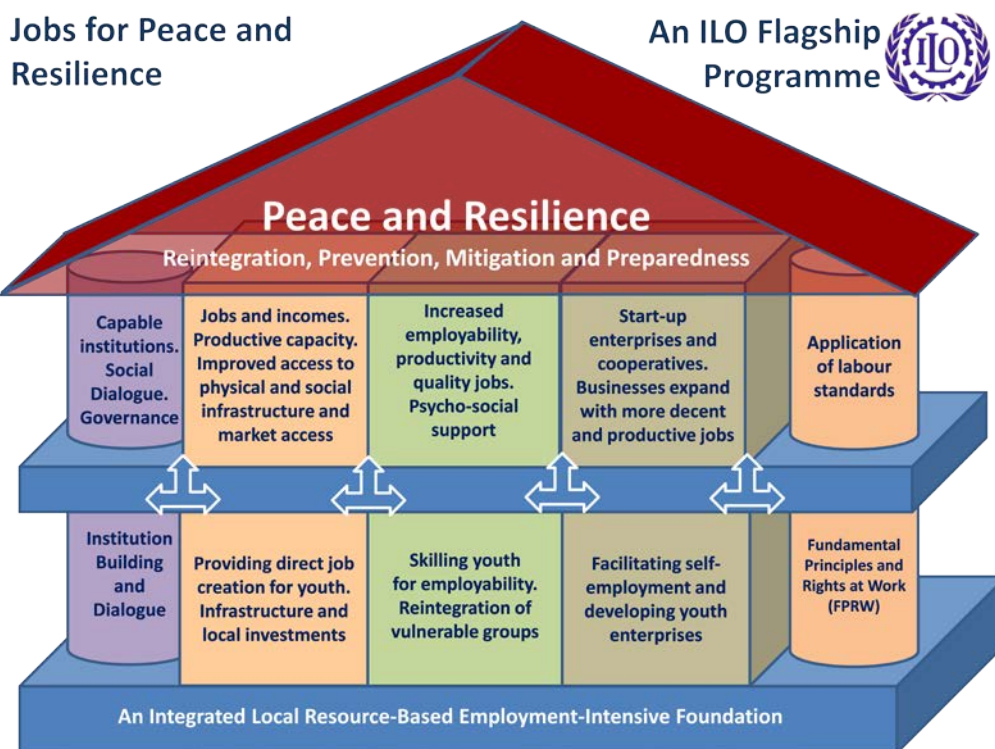 Jobs for Peace and
Resilience
An ILO Flagship
Programme
ILO
Peace and Resilience
Reintegration, Prevention, Mitigation and Preparedness
Capable
institutions.
Social
Dialogue.
Governance
Jobs and incomes.
Productive capacity.
Improved access to
physical and social
infrastructure and
market access
Increased
employability,
productivity and
quality jobs.
Psycho-social
support
Start-up
enterprises and
cooperatives.
Businesses expand
with more decent
and productive jobs
Application
of labour
standards
Institution
Building
and
Dialogue
Providing direct job
creation for youth.
Infrastructure and
local investments
Skilling youth
for employability.
Reintegration of
vulnerable groups
Facilitating self-
employment and
developing youth
enterprises
Fundamental
Principles and
Rights at Work
(FPRW)
An Integrated Local Resource-Based Employment-Intensive Foundation